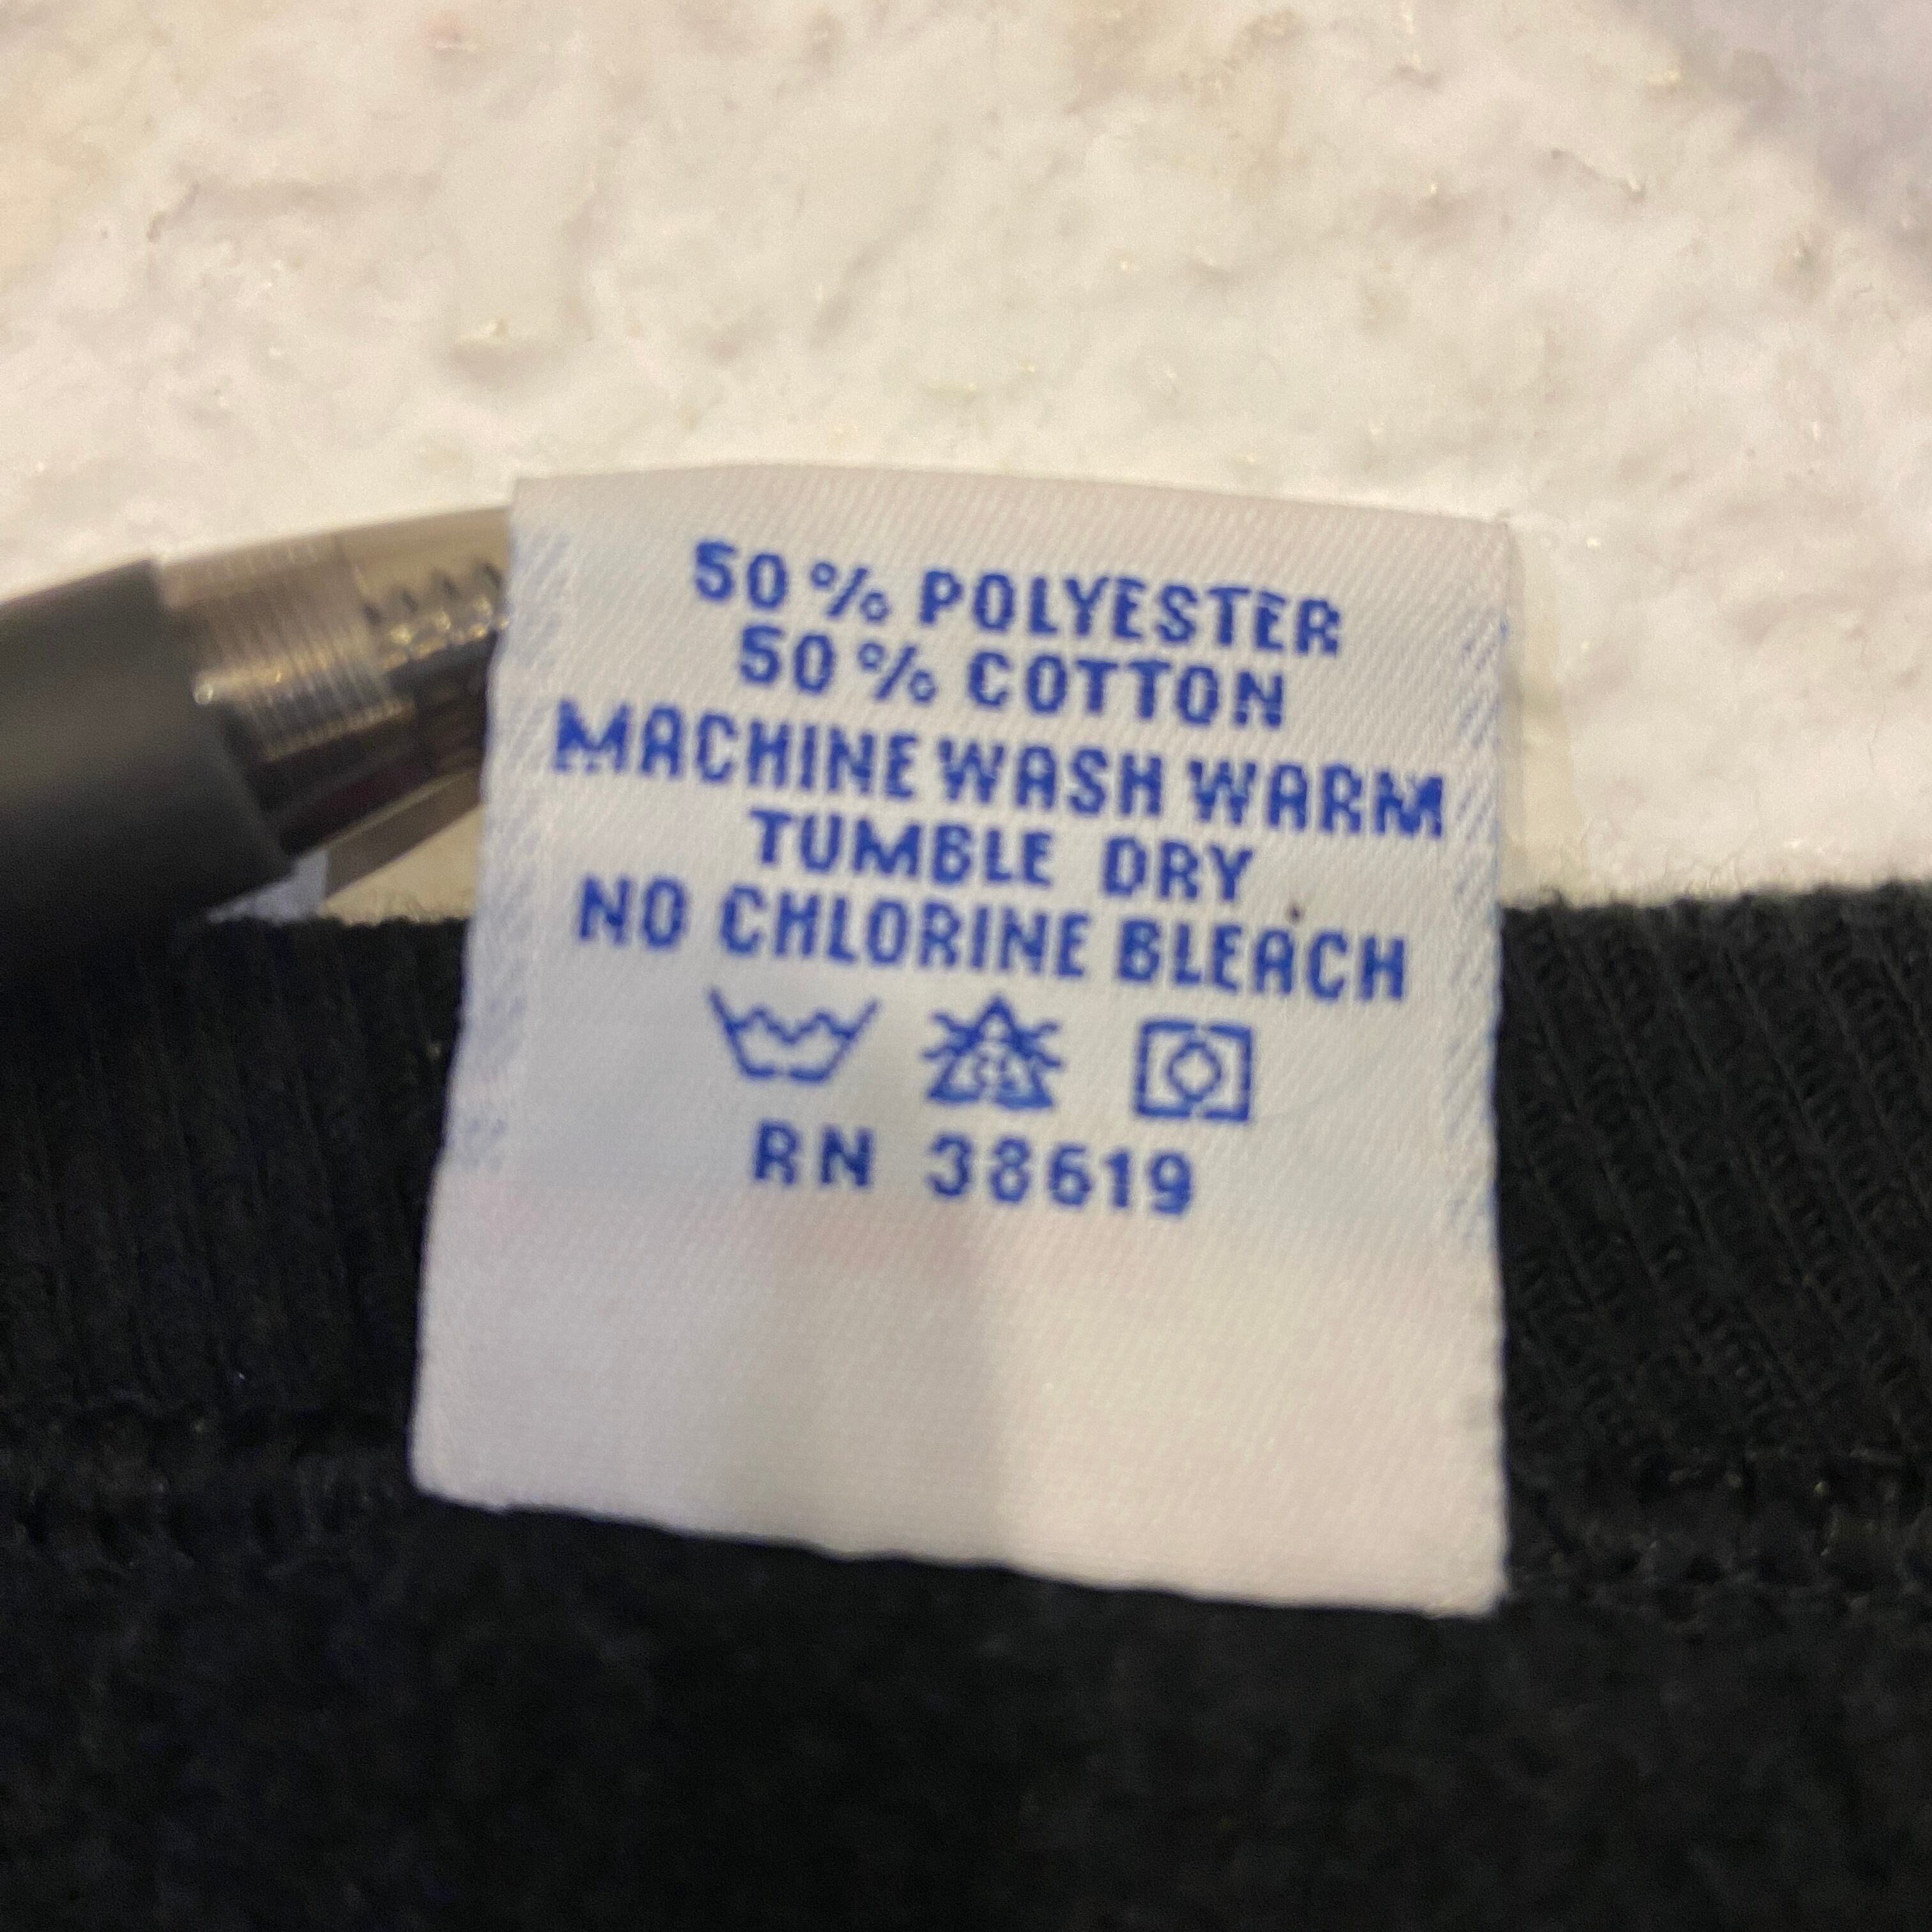 50% POLYESTER
50% COTTON
MACHINE WASH WARM
TUMBLE DRY
NO CHLORINE BLEACH
RN 38619